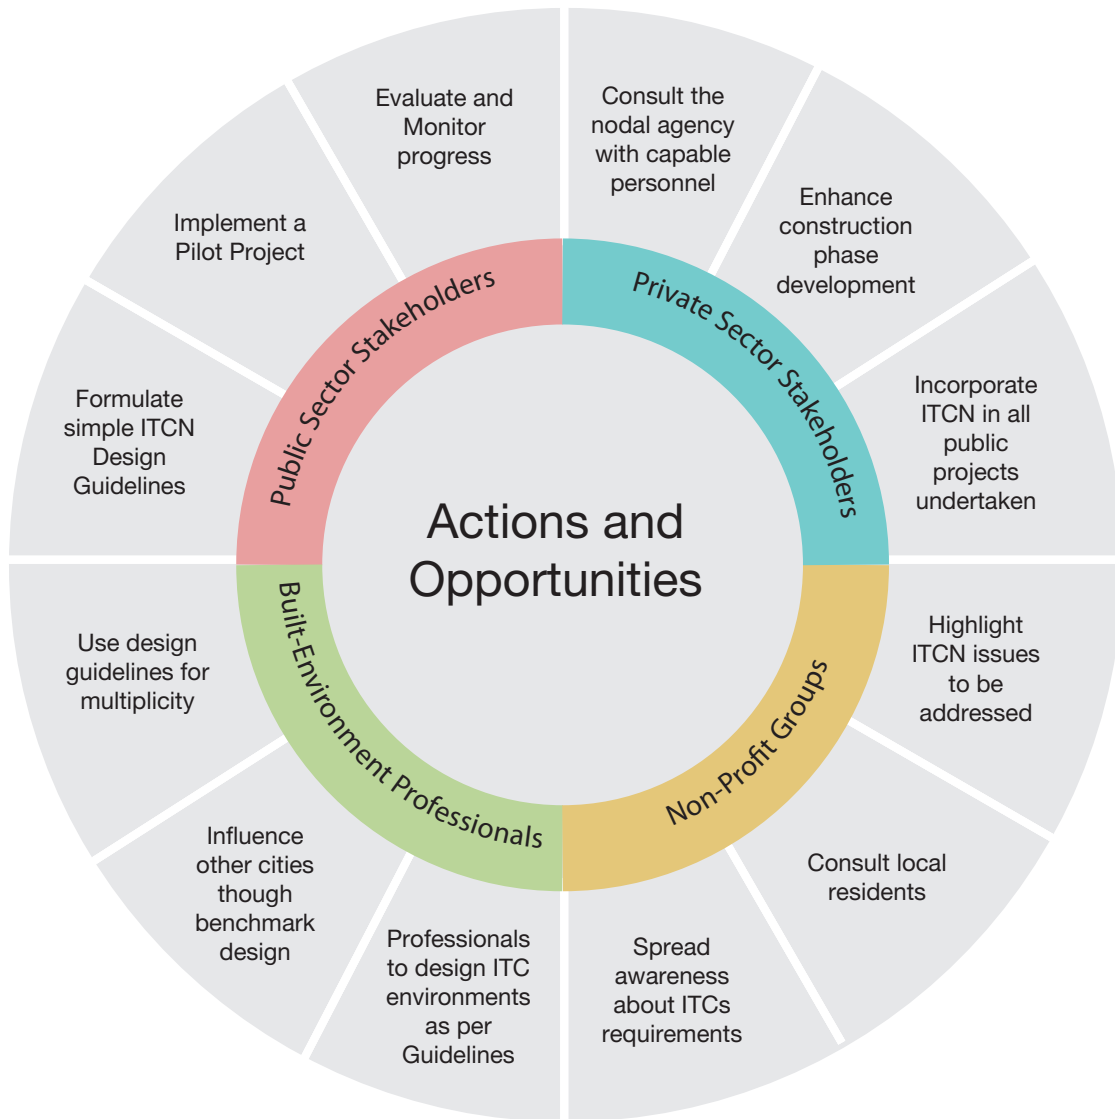 Actions and
Opportunities
Public Sector Stakeholders
Formulate
simple ITCN
Design
Guidelines
Implement a
Pilot Project
Evaluate and
Monitor
progress
Private Sector Stakeholders
Consult the
nodal agency
with capable
personnel
Enhance
construction
phase
development
Incorporate
ITCN in all
public
projects
undertaken
Non-Profit Groups
Highlight
ITCN issues
to be
addressed
Consult local
residents
Spread
awareness
about ITCs
requirements
Built-Environment Professionals
Professionals
to design ITC
environments
as per
Guidelines
Influence
other cities
though
benchmark
design
Use design
guidelines for
multiplicity